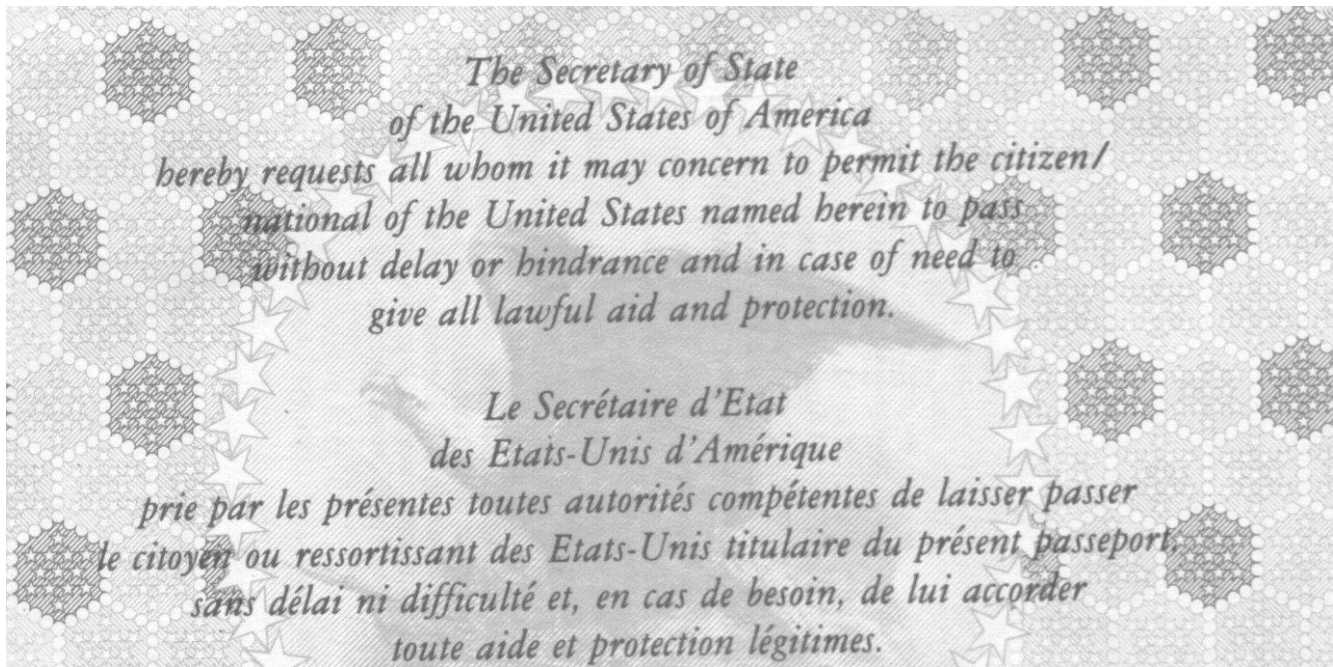 The Secretary of State
of the United States of America
hereby requests all whom it may concern to permit the citizen/
national of the United States named herein to pass
without delay or hindrance and in case of need to
give all lawful aid and protection.
Le Secrétaire d'Etat
des Etats-Unis d'Amérique
prie par les présentes toutes autorités compétentes de laisser passer
le citoyen ou ressortissant des Etats-Unis titulaire du présent passeport,
sans délai ni difficulté et, en cas de besoin, de lui accorder
toute aide et protection légitimes.